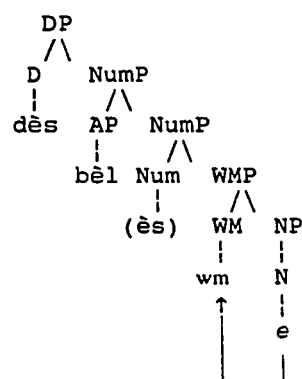 DP
D NumP
dès AP NumP
bèl Num WMP
(ès) WM NP
wm N
e